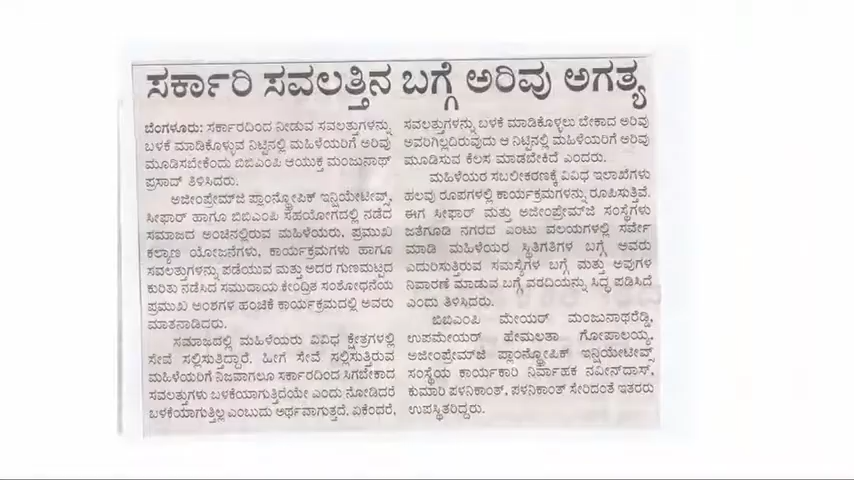 ಸರ್ಕಾರಿ ಸವಲತ್ತಿನ ಬಗ್ಗೆ ಅರಿವು ಅಗತ್ಯ
ಬೆಂಗಳೂರು: ಸರ್ಕಾರದಿಂದ ನೀಡುವ ಸವಲತ್ತುಗಳನ್ನು
ಬಳಕೆ ಮಾಡಿಕೊಳ್ಳುವ ನಿಟ್ಟಿನಲ್ಲಿ ಮಹಿಳೆಯರಿಗೆ ಅರಿವು
ಮೂಡಿಸಬೇಕೆಂದು ಬಿಬಿಎಂಪಿ ಆಯುಕ್ತ ಮಂಜುನಾಥ್
ಪ್ರಸಾದ್ ತಿಳಿಸಿದರು.
ಅಜೀಂಪ್ರೇಮ್‌ಜಿ ಪ್ಲಾಂನ್ಥ್ರೋಪಿಕ್ ಇನ್ಷಿಯೇಟೀವ್ಸ್,
ಸೀಫಾರ್ ಹಾಗೂ ಬಿಬಿಎಂಪಿ ಸಹಯೋಗದಲ್ಲಿ ನಡೆದ
ಸಮಾಜದ ಅಂಚಿನಲ್ಲಿರುವ ಮಹಿಳೆಯರು, ಪ್ರಮುಖ
ಕಲ್ಯಾಣ ಯೋಜನೆಗಳು, ಕಾರ್ಯಕ್ರಮಗಳು ಹಾಗೂ
ಸವಲತ್ತುಗಳನ್ನು ಪಡೆಯುವ ಮತ್ತು ಅದರ ಗುಣಮಟ್ಟದ
ಕುರಿತು ನಡೆಸಿದ ಸಮುದಾಯ ಕೇಂದ್ರಿತ ಸಂಶೋಧನೆಯ
ಪ್ರಮುಖ ಅಂಶಗಳ ಹಂಚಿಕೆ ಕಾರ್ಯಕ್ರಮದಲ್ಲಿ ಅವರು
ಮಾತನಾಡಿದರು.
ಸಮಾಜದಲ್ಲಿ ಮಹಿಳೆಯರು ವಿವಿಧ ಕ್ಷೇತ್ರಗಳಲ್ಲಿ
ಸೇವೆ ಸಲ್ಲಿಸುತ್ತಿದ್ದಾರೆ. ಹೀಗೆ ಸೇವೆ ಸಲ್ಲಿಸುತ್ತಿರುವ
ಮಹಿಳೆಯರಿಗೆ ನಿಜವಾಗಲೂ ಸರ್ಕಾರದಿಂದ ಸಿಗಬೇಕಾದ
ಸವಲತ್ತುಗಳು ಬಳಕೆಯಾಗುತ್ತಿದೆಯೇ ಎಂದು ನೋಡಿದರೆ
ಬಳಕೆಯಾಗುತ್ತಿಲ್ಲ ಎಂಬುದು ಅರ್ಥವಾಗುತ್ತದೆ. ಏಕೆಂದರೆ,
ಸವಲತ್ತುಗಳನ್ನು ಬಳಕೆ ಮಾಡಿಕೊಳ್ಳಲು ಬೇಕಾದ ಅರಿವು
ಅವರಿಗಿಲ್ಲದಿರುವುದು ಆ ನಿಟ್ಟಿನಲ್ಲಿ ಮಹಿಳೆಯರಿಗೆ ಅರಿವು
ಮೂಡಿಸುವ ಕೆಲಸ ಮಾಡಬೇಕಿದೆ ಎಂದರು.
ಮಹಿಳೆಯರ ಸಬಲೀಕರಣಕ್ಕೆ ವಿವಿಧ ಇಲಾಖೆಗಳು
ಹಲವು ರೂಪಗಳಲ್ಲಿ ಕಾರ್ಯಕ್ರಮಗಳನ್ನು ರೂಪಿಸುತ್ತಿವೆ.
ಈಗ ಸೀಫಾರ್ ಮತ್ತು ಅಜೀಂಪ್ರೇಮ್‌ಜಿ ಸಂಸ್ಥೆಗಳು
ಜತೆಗೂಡಿ ನಗರದ ಎಂಟು ವಲಯಗಳಲ್ಲಿ ಸರ್ವೇ
ಮಾಡಿ ಮಹಿಳೆಯರ ಸ್ಥಿತಿಗತಿಗಳ ಬಗ್ಗೆ ಅವರು
ಎದುರಿಸುತ್ತಿರುವ ಸಮಸ್ಯೆಗಳ ಬಗ್ಗೆ ಮತ್ತು ಅವುಗಳ
ನಿವಾರಣೆ ಮಾಡುವ ಬಗ್ಗೆ ವರದಿಯನ್ನು ಸಿದ್ಧ ಪಡಿಸಿದೆ
ಎಂದು ತಿಳಿಸಿದರು.
ಬಿಬಿಎಂಪಿ ಮೇಯರ್ ಮಂಜುನಾಥರೆಡ್ಡಿ,
ಉಪಮೇಯರ್ ಹೇಮಲತಾ ಗೋಪಾಲಯ್ಯ,
ಅಜೀಂಪ್ರೇಮ್‌ಜಿ ಪ್ಲಾಂನ್ಥ್ರೋಪಿಕ್ ಇನ್ಷಿಯೇಟೀವ್ಸ್
ಸಂಸ್ಥೆಯ ಕಾರ್ಯಕಾರಿ ನಿರ್ವಾಹಕ ನವೀನ್‌ದಾಸ್,
ಕುಮಾರಿ ಪಳನಿಕಾಂತ್, ಪಳನಿಕಾಂತ್ ಸೇರಿದಂತೆ ಇತರರು
ಉಪಸ್ಥಿತರಿದ್ದರು.